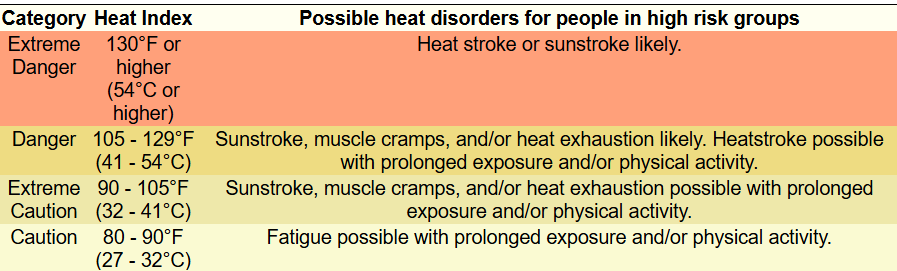 Category Heat Index Possible heat disorders for people in high risk groups
Extreme Danger 130°F or higher (54°C or higher) Heat stroke or sunstroke likely.
Danger 105 - 129°F (41 - 54°C) Sunstroke, muscle cramps, and/or heat exhaustion likely. Heatstroke possible with prolonged exposure and/or physical activity.
Extreme Caution 90 - 105°F (32 - 41°C) Sunstroke, muscle cramps, and/or heat exhaustion possible with prolonged exposure and/or physical activity.
Caution 80 - 90°F (27 - 32°C) Fatigue possible with prolonged exposure and/or physical activity.